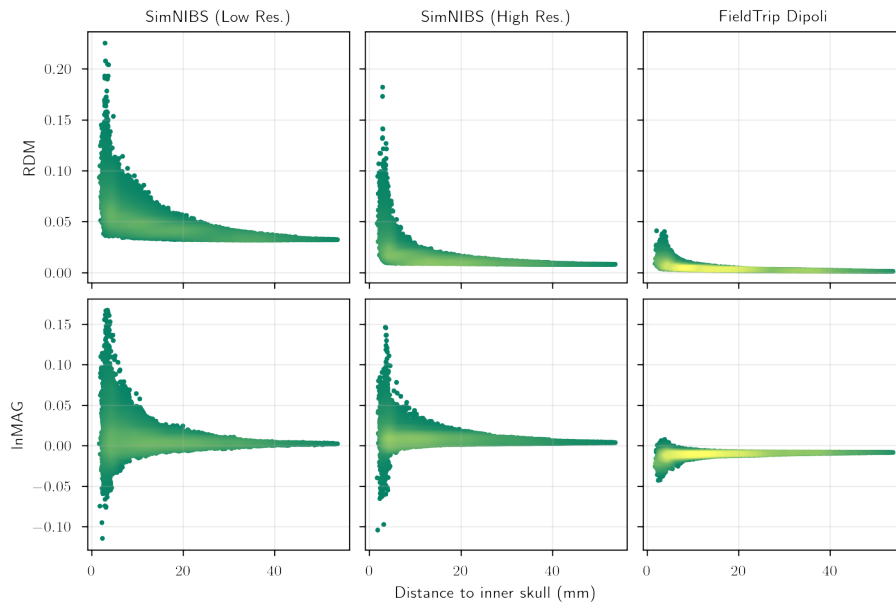 SimNIBS (Low Res.) SimNIBS (High Res.) FieldTrip Dipoli
RDM
0.20
0.15
0.10
0.05
0.00
lnMAG
0.15
0.10
0.05
0.00
−0.05
−0.10
0 20 40 0 20 40 0 20 40
Distance to inner skull (mm)